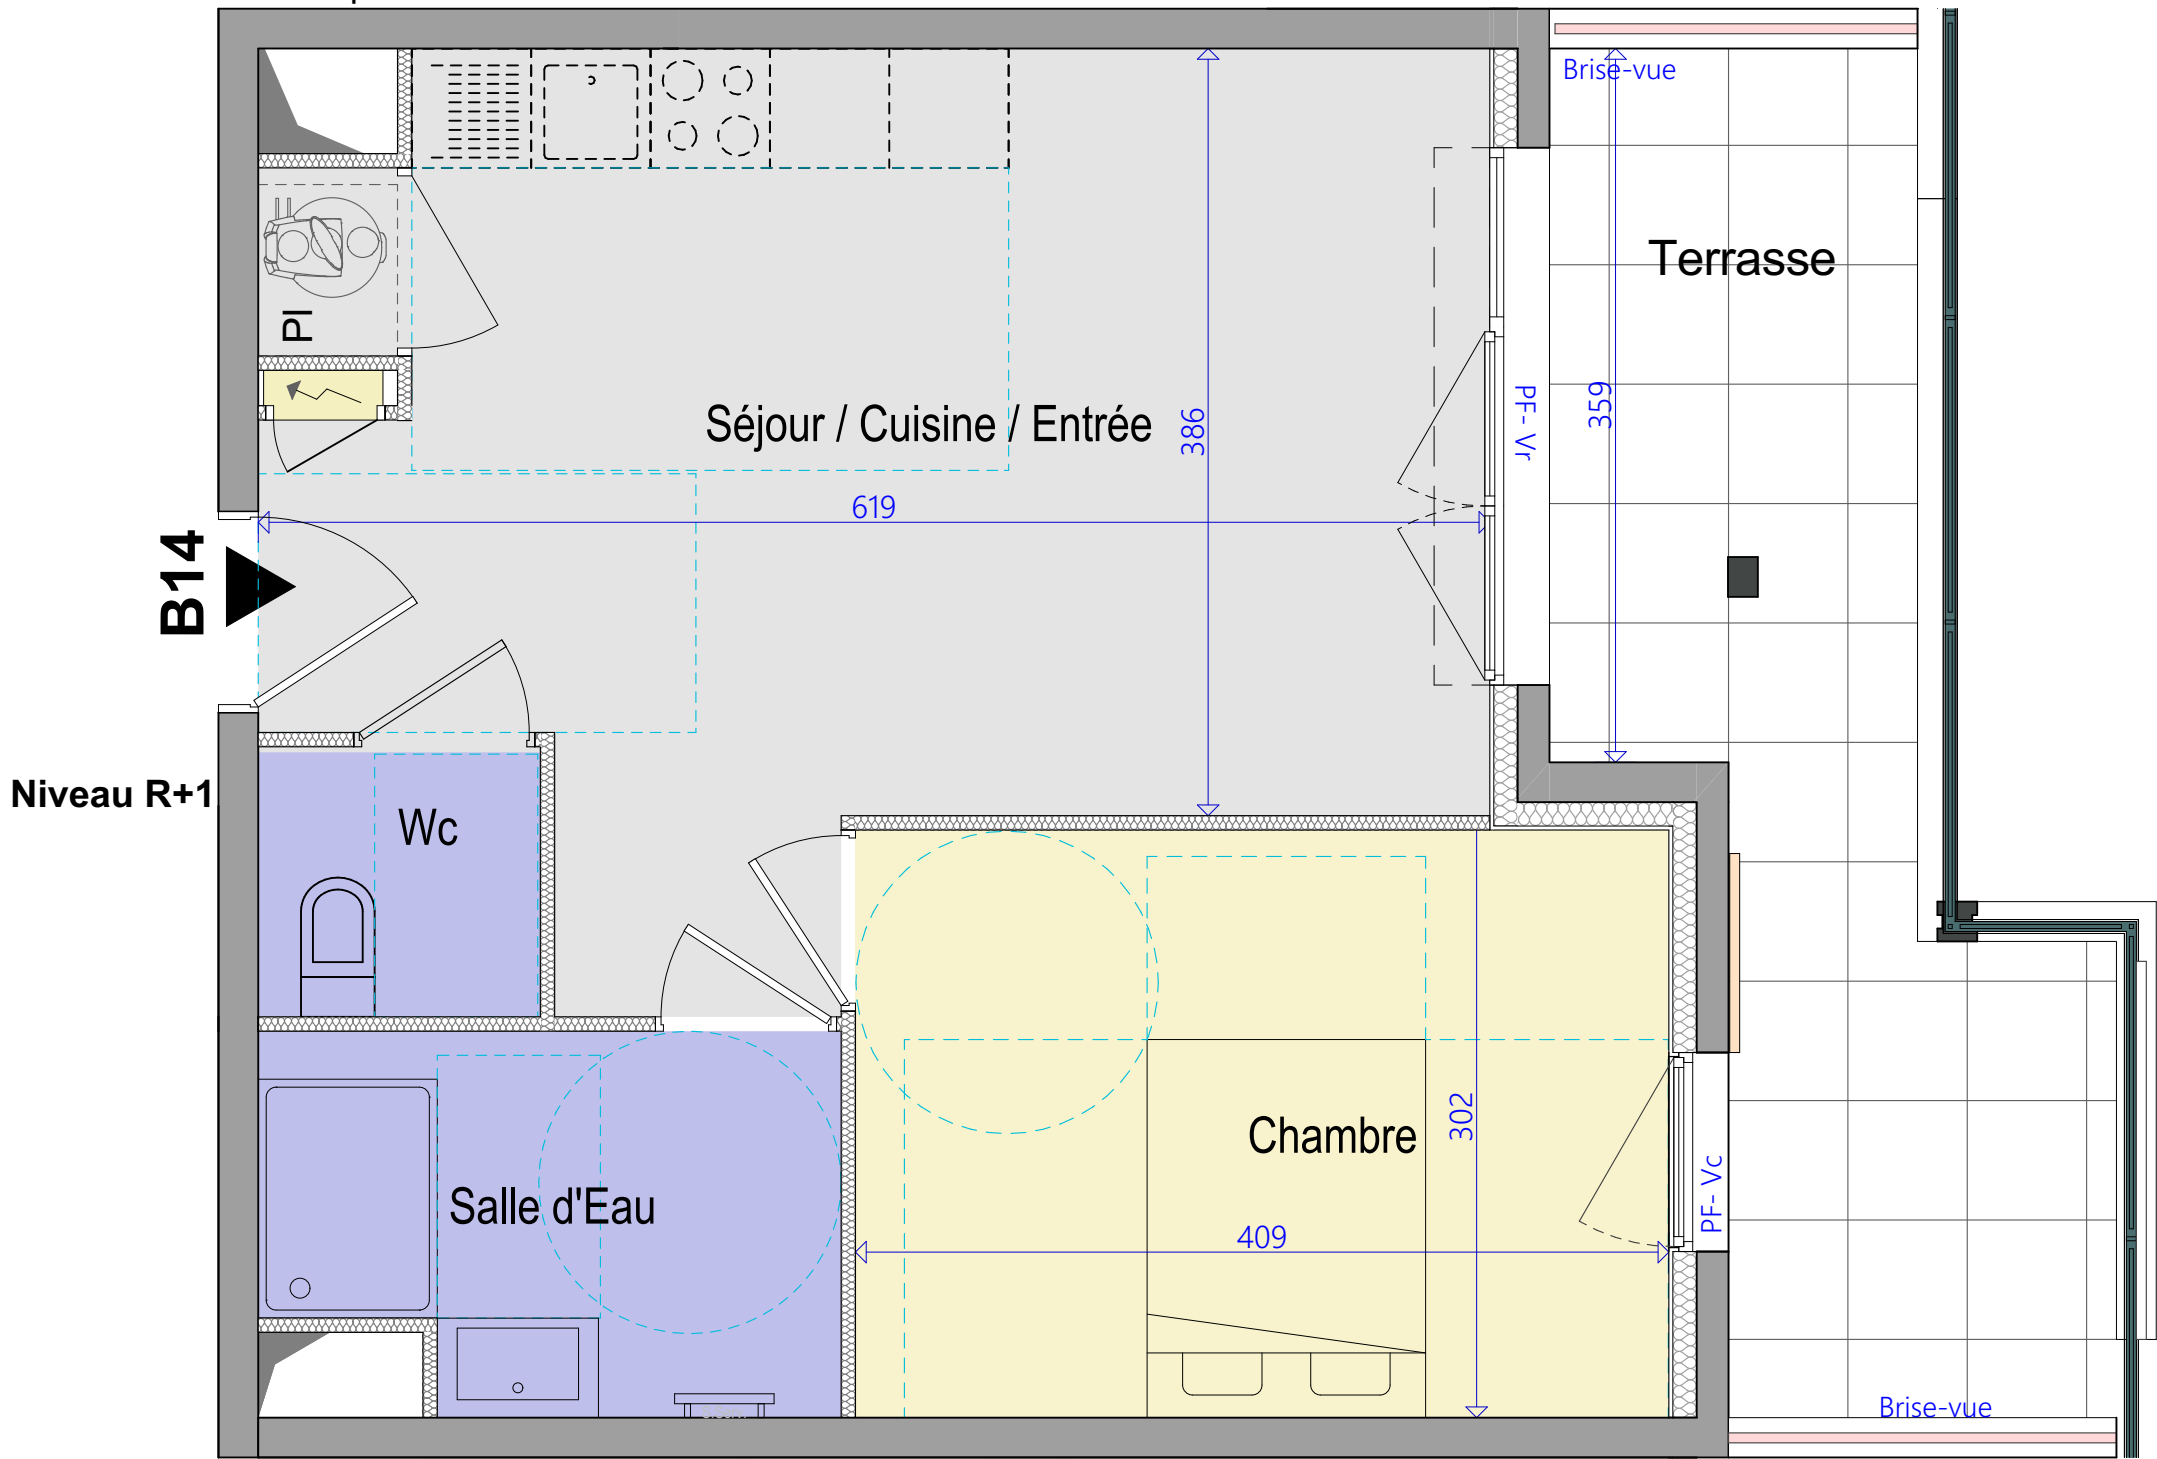 Brise-vue
Terrasse
Pl
Séjour / Cuisine / Entrée
386
PF- Vr
359
619
B14
Niveau R+1
Wc
Chambre
302
PF- Vc
Salle d'Eau
409
Brise-vue